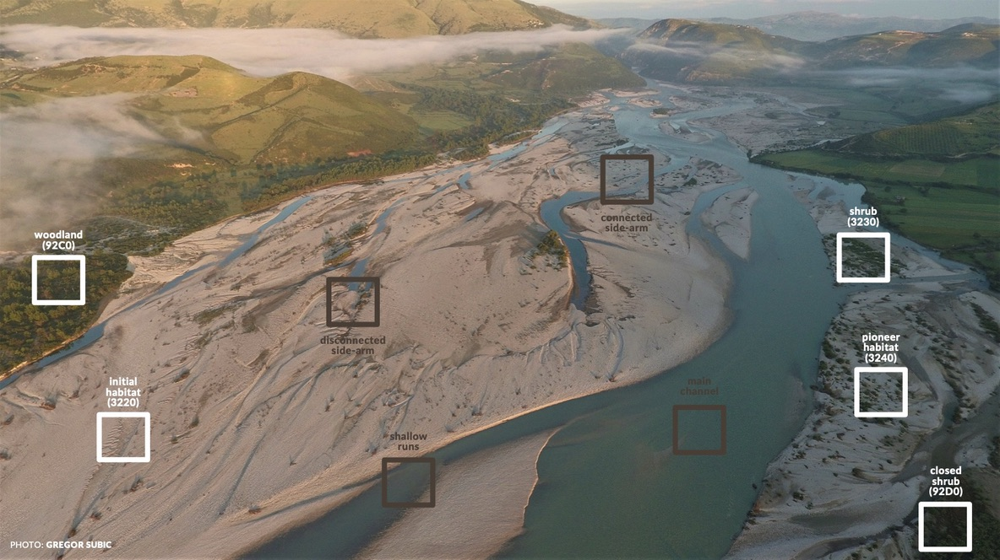 connected
side-arm
shrub
(3230)
woodland
(92C0)
disconnected
side-arm
pioneer
habitat
(3240)
initial
habitat
(3220)
main
channel
shallow
runs
closed
shrub
(92D0)
PHOTO: GREGOR SUBIC